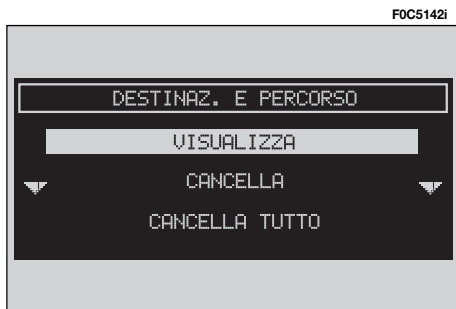 F0C5142i
DESTINAZ. E PERCORSO
VISUALIZZA
CANCELLA
CANCELLA TUTTO